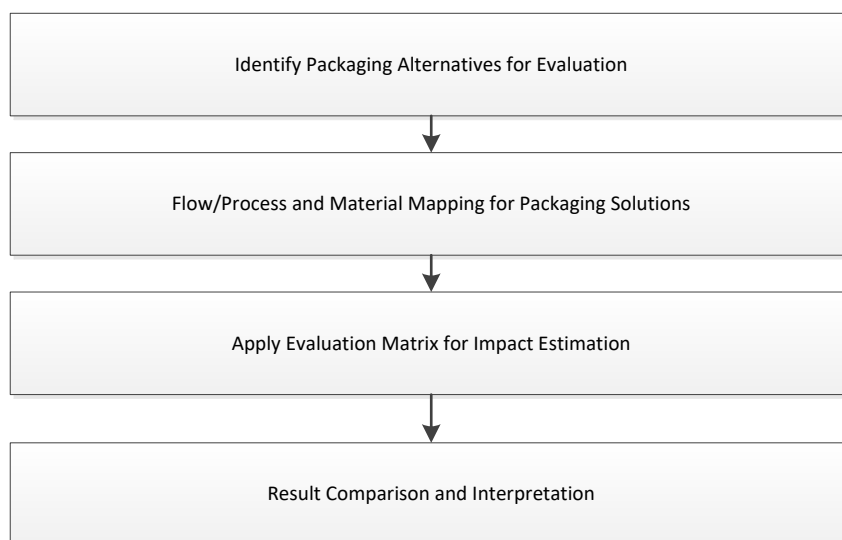 Identify Packaging Alternatives for Evaluation
Flow/Process and Material Mapping for Packaging Solutions
Apply Evaluation Matrix for Impact Estimation
Result Comparison and Interpretation